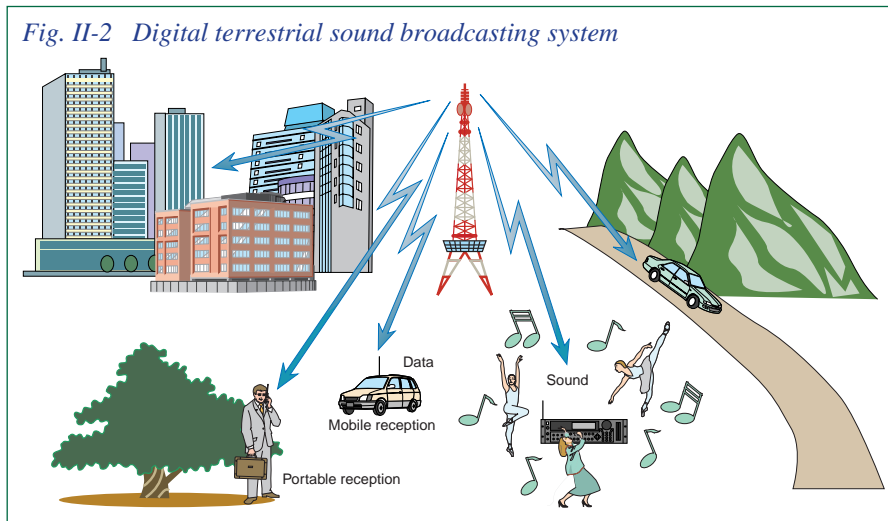 Fig. II-2 Digital terrestrial sound broadcasting system
Data
Mobile reception
Sound
Portable reception